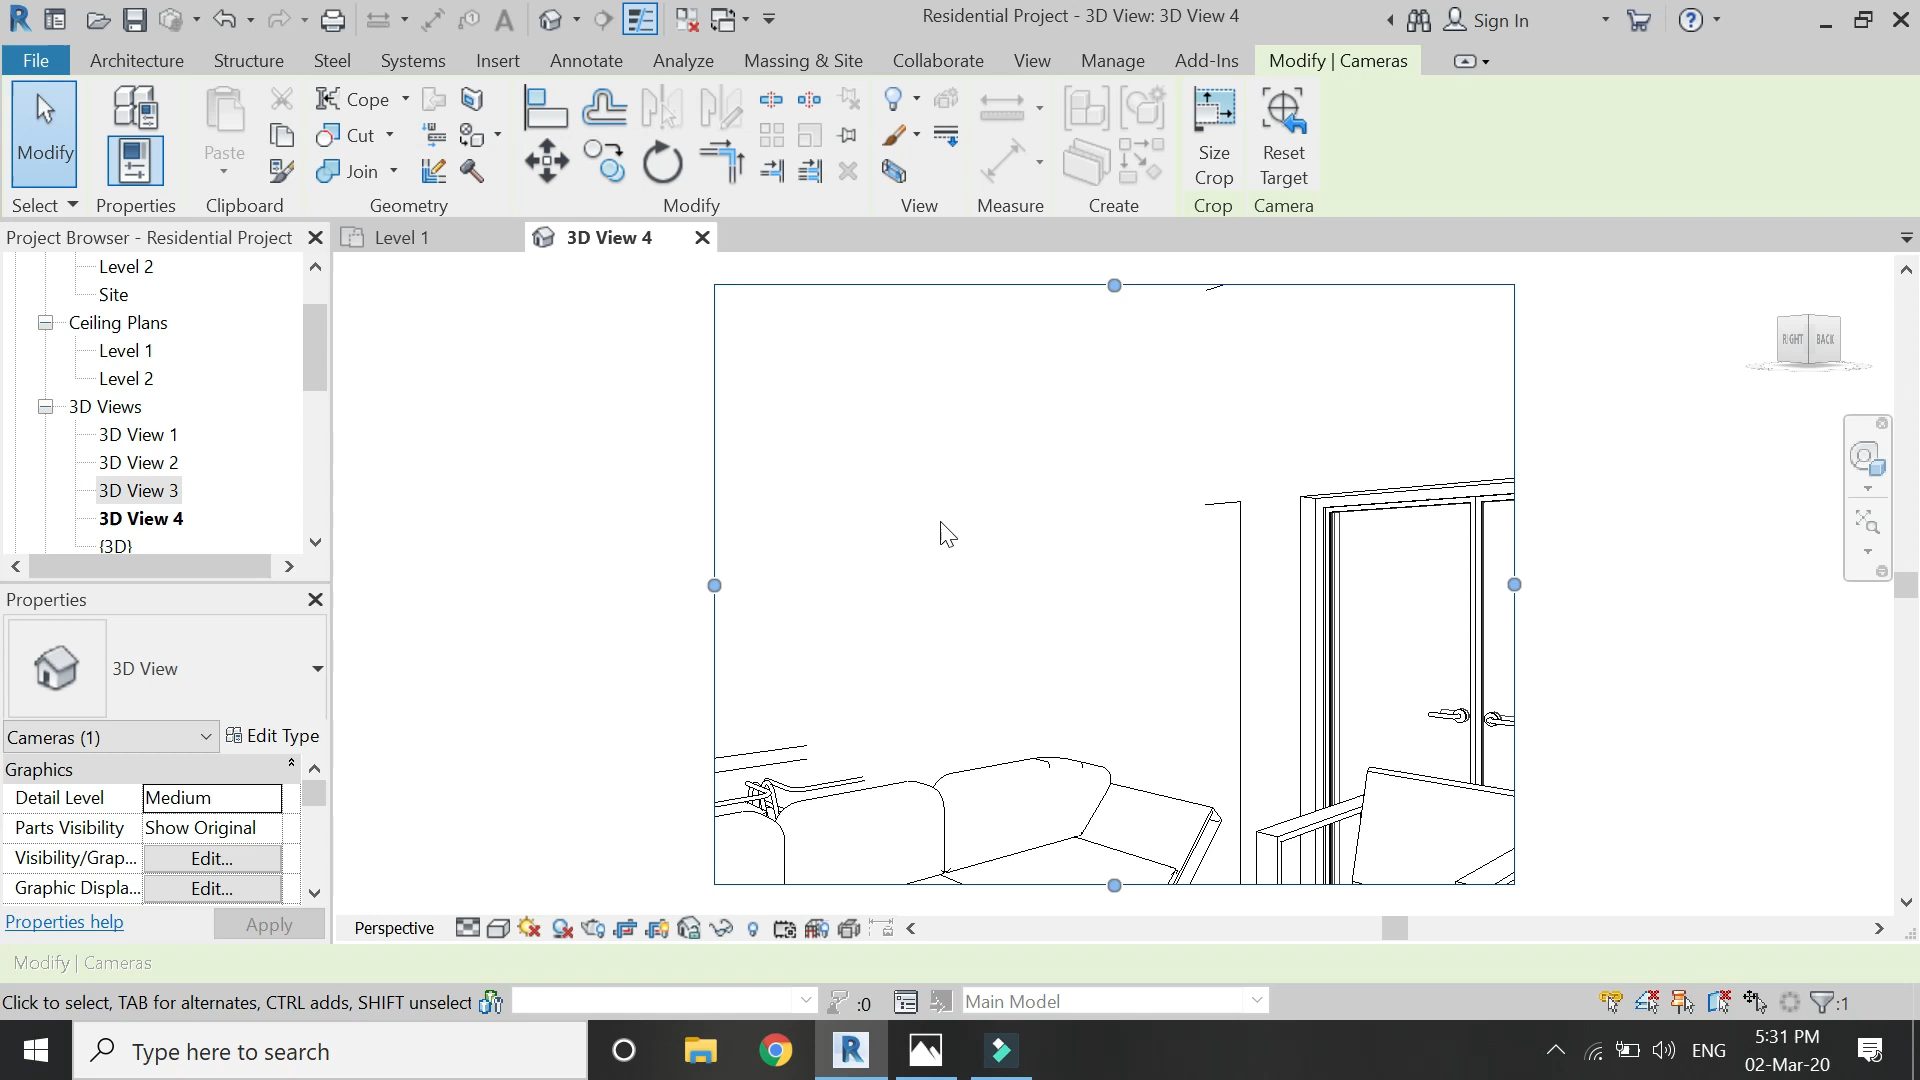 Residential Project - 3D View: 3D View 4
Sign In
File
Architecture
Structure
Steel
Systems
Insert
Annotate
Analyze
Massing & Site
Collaborate
View
Manage
Add-Ins
Modify | Cameras
Modify
Paste
Cope
Cut
Join
Size
Crop
Reset
Target
Select
Properties
Clipboard
Geometry
Modify
View
Measure
Create
Crop
Camera
Project Browser - Residential Project
Level 1
3D View 4
Level 2
Site
Ceiling Plans
Level 1
Level 2
3D Views
3D View 1
3D View 2
3D View 3
3D View 4
{3D}
RIGHT
BACK
Properties
3D View
Cameras (1)
Edit Type
Graphics
Detail Level
Medium
Parts Visibility
Show Original
Visibility/Grap...
Edit...
Graphic Displa...
Edit...
Properties help
Apply
Perspective
Modify | Cameras
Click to select, TAB for alternates, CTRL adds, SHIFT unselect
:0
Main Model
:1
Type here to search
ENG
5:31 PM
02-Mar-20